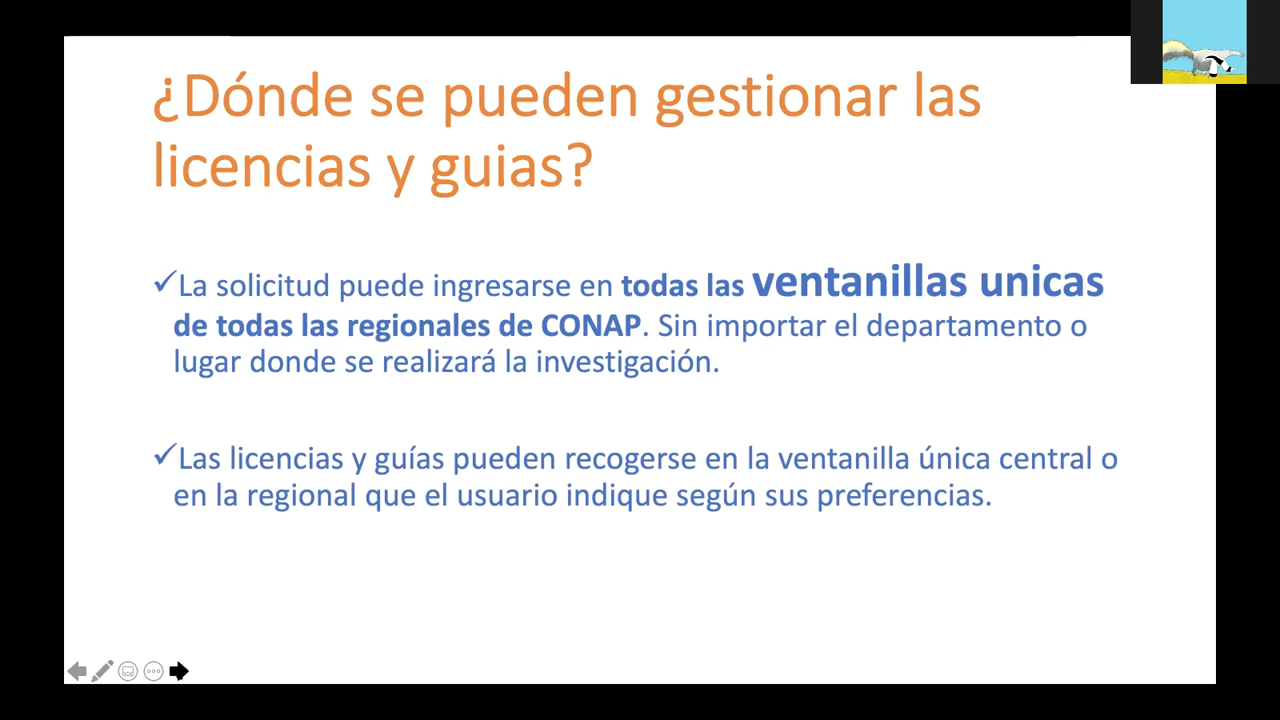 ¿Dónde se pueden gestionar las
licencias y guias?
✓La solicitud puede ingresarse en todas las ventanillas unicas
de todas las regionales de CONAP. Sin importar el departamento o
lugar donde se realizará la investigación.
✓Las licencias y guías pueden recogerse en la ventanilla única central o
en la regional que el usuario indique según sus preferencias.